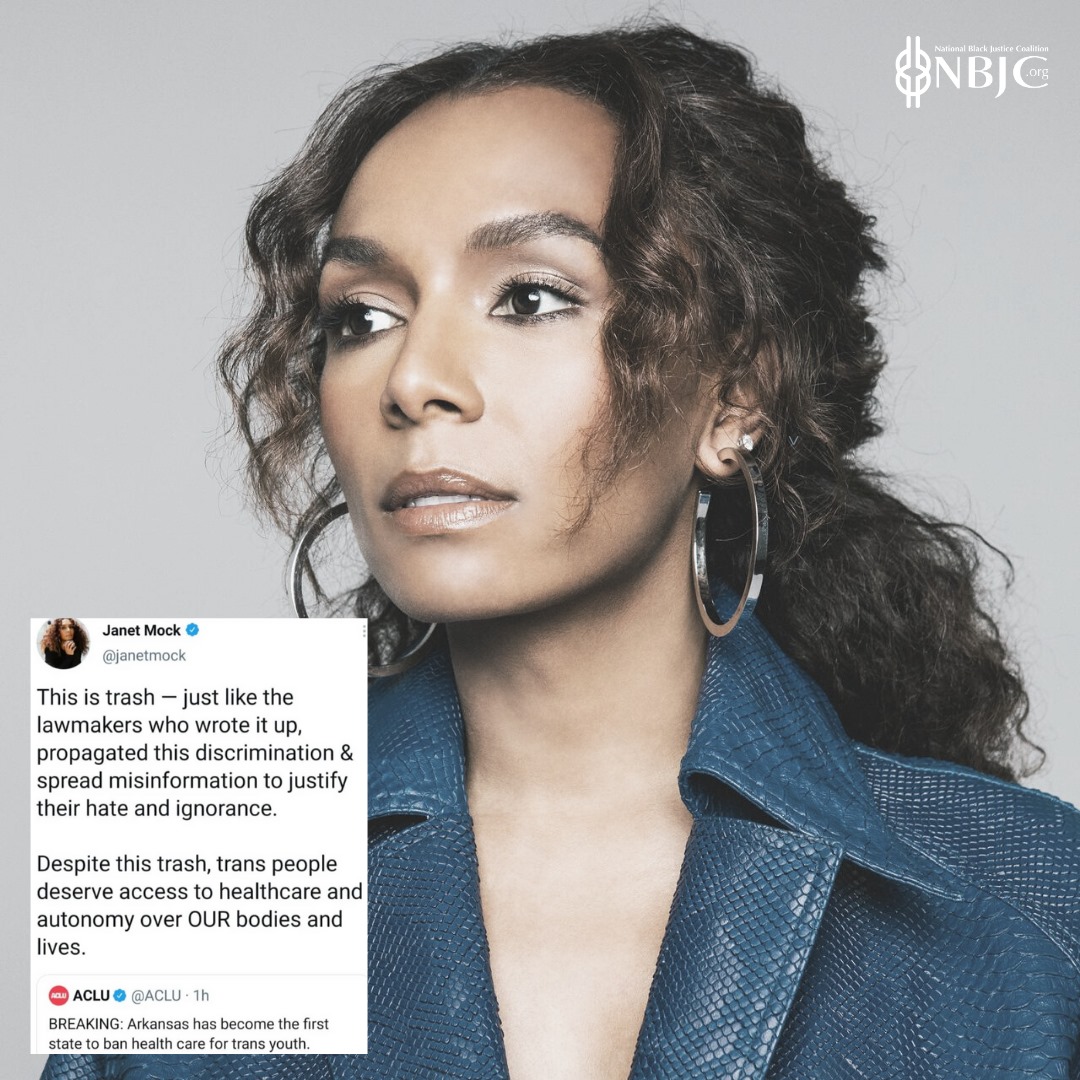 National Black Justice Coalition
NBJC.org
Janet Mock
@janetmock
This is trash — just like the
lawmakers who wrote it up,
propagated this discrimination &
spread misinformation to justify
their hate and ignorance.
Despite this trash, trans people
deserve access to healthcare and
autonomy over OUR bodies and
lives.
ACLU
ACLU @ACLU · 1h
BREAKING: Arkansas has become the first
state to ban health care for trans youth.